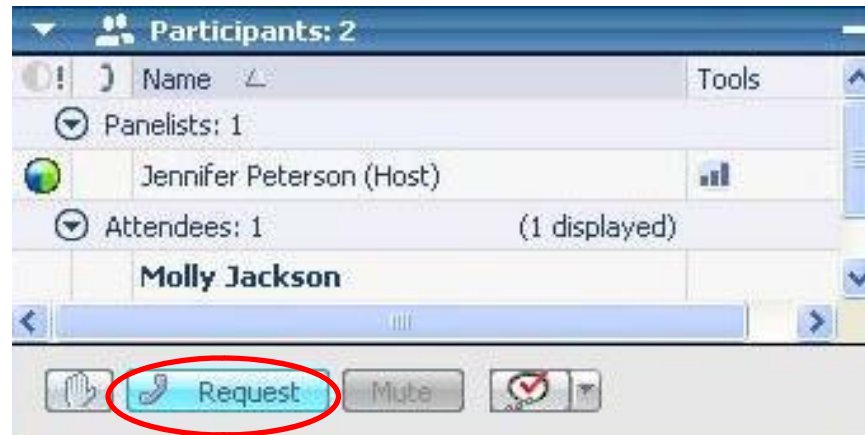 Participants: 2
! Name Tools
Panelists: 1
Jennifer Peterson (Host)
Attendees: 1 (1 displayed)
Molly Jackson
Request Mute